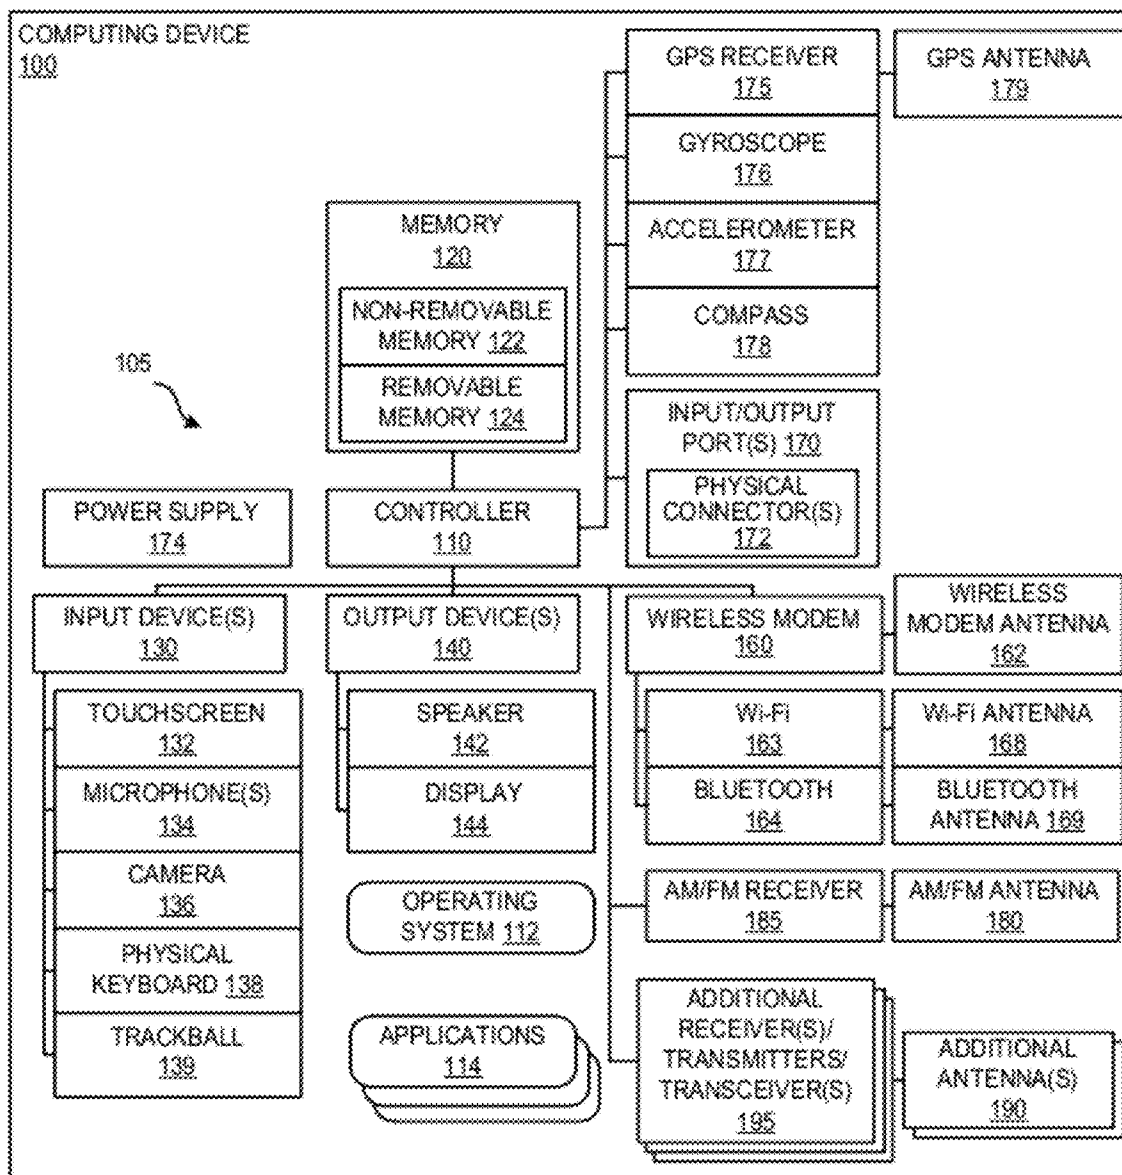 COMPUTING DEVICE
100
GPS RECEIVER
175
GPS ANTENNA
179
GYROSCOPE
176
ACCELEROMETER
177
COMPASS
178
MEMORY
120
NON-REMOVABLE
MEMORY 122
REMOVABLE
MEMORY 124
105
INPUT/OUTPUT
PORT(S) 170
PHYSICAL
CONNECTOR(S)
172
POWER SUPPLY
174
CONTROLLER
110
INPUT DEVICE(S)
130
OUTPUT DEVICE(S)
140
WIRELESS MODEM
160
WIRELESS
MODEM ANTENNA
162
TOUCHSCREEN
132
MICROPHONE(S)
134
CAMERA
136
PHYSICAL
KEYBOARD 138
TRACKBALL
139
SPEAKER
142
DISPLAY
144
OPERATING
SYSTEM 112
APPLICATIONS
114
Wi-Fi
163
Wi-Fi ANTENNA
168
BLUETOOTH
164
BLUETOOTH
ANTENNA 169
AM/FM RECEIVER
165
AM/FM ANTENNA
180
ADDITIONAL
RECEIVER(S)/
TRANSMITTERS/
TRANSCEIVER(S)
195
ADDITIONAL
ANTENNA(S)
190